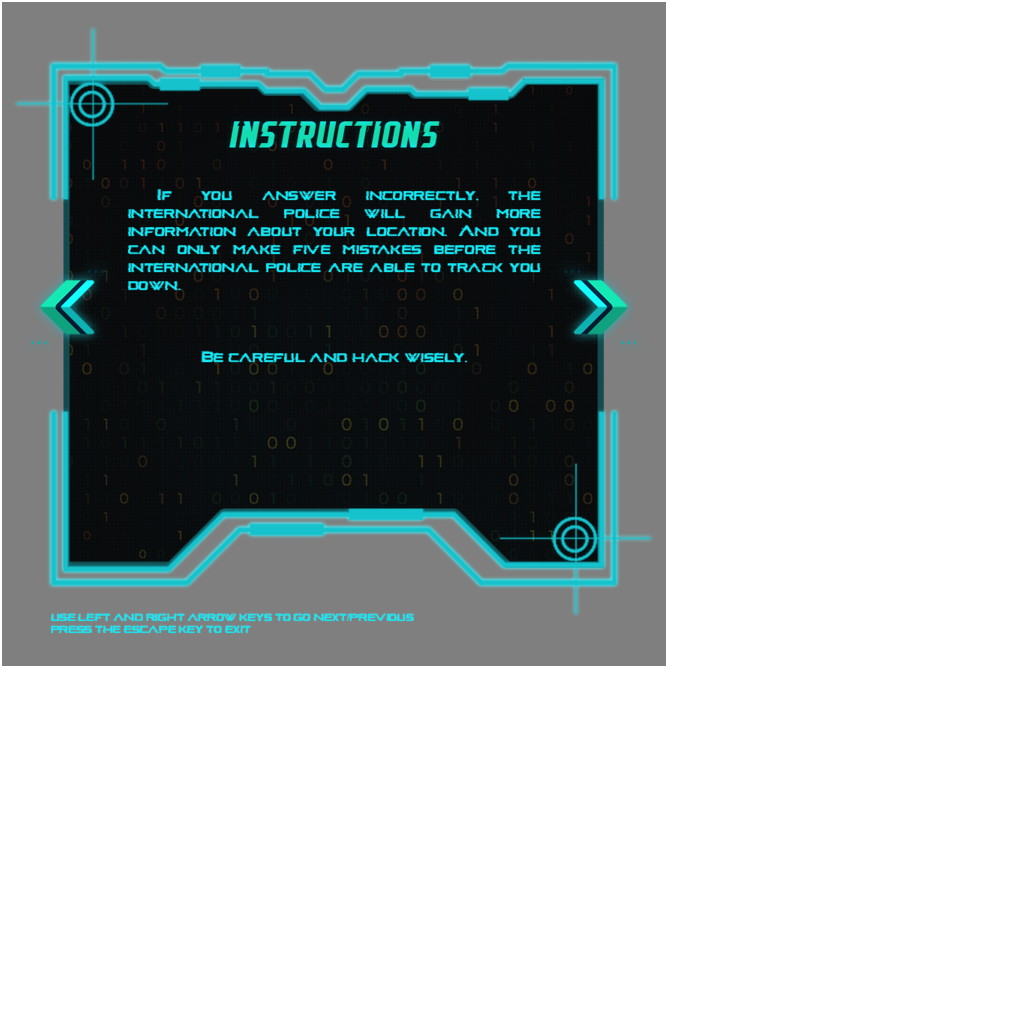 INSTRUCTIONS
If you answer incorrectly, the
international police will gain more
information about your location. And you
can only make five mistakes before the
international police are able to track you
down.
Be careful and hack wisely.
USE LEFT AND RIGHT ARROW KEYS TO GO NEXT/PREVIOUS
PRESS THE ESCAPE KEY TO EXIT